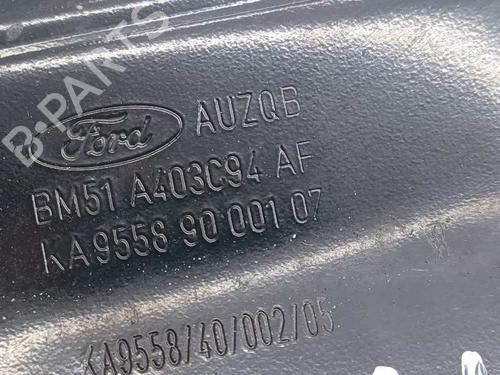 B-PARTS
Ford AUZQB
BM51 A403C94 AF
KA9558 90 001 07
KA9558/40/002/05